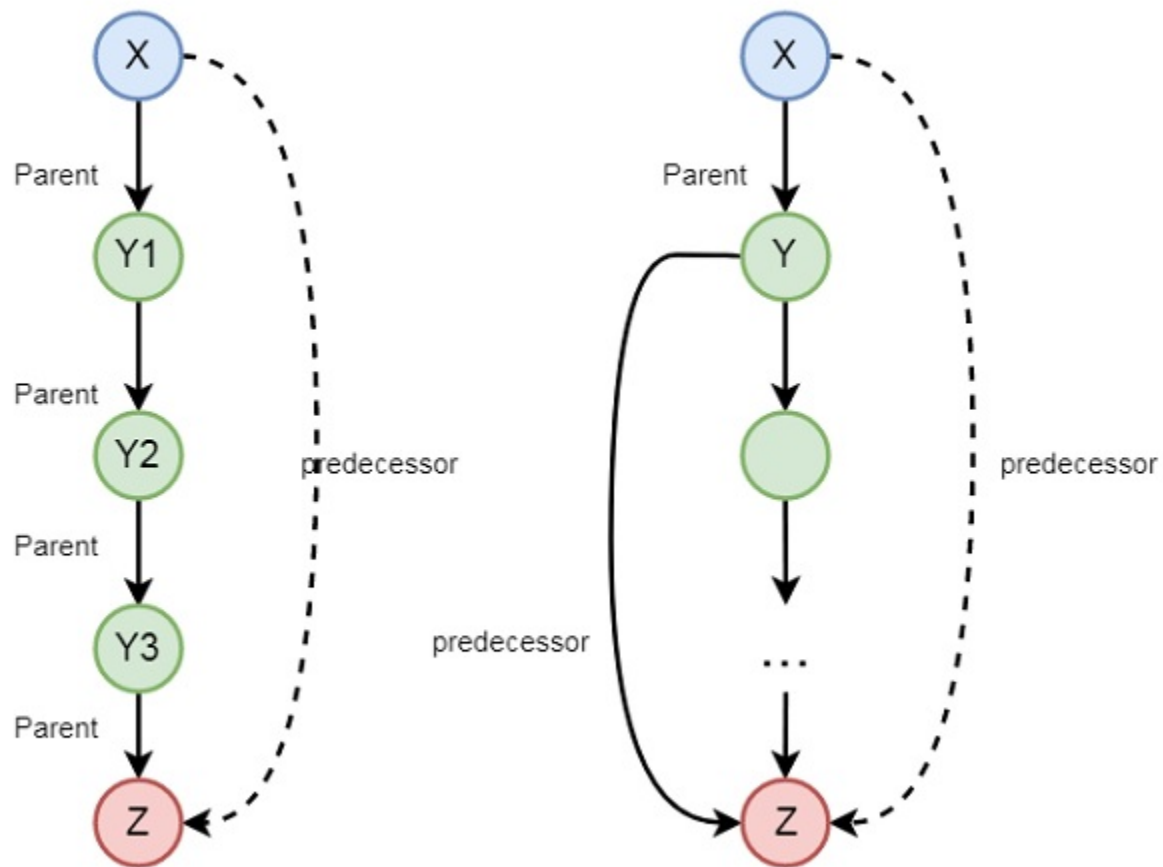 X
Parent
Y1
Parent
Y2
predecessor
Parent
Y3
Parent
Z
X
Parent
Y
predecessor
predecessor
...
Z